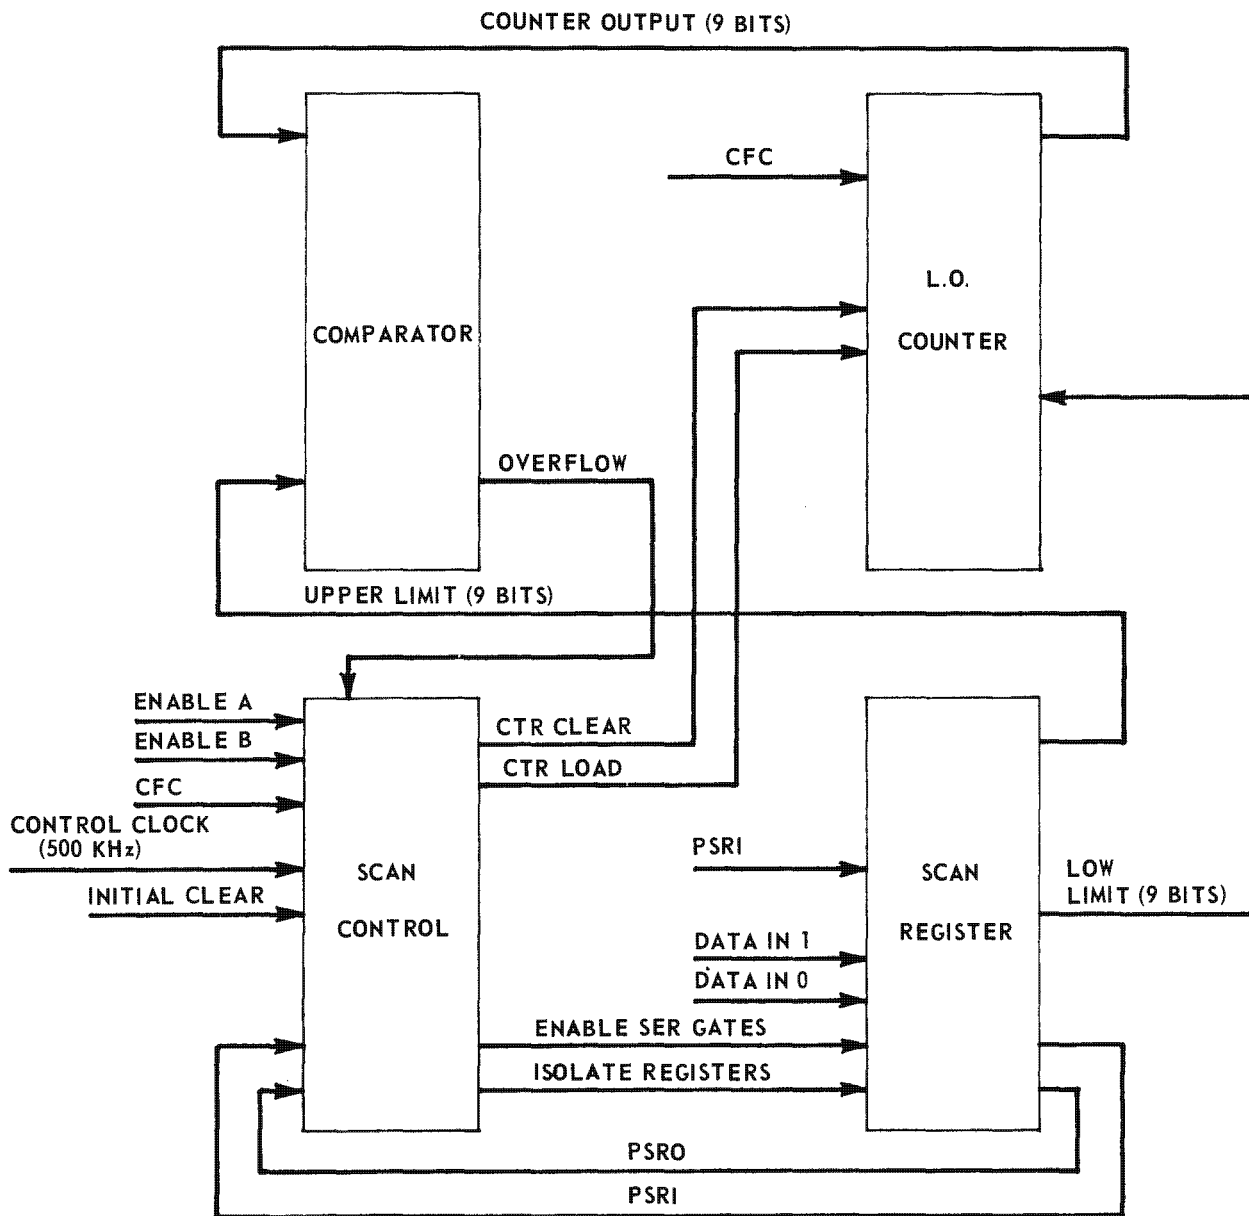 COUNTER OUTPUT (9 BITS)
CFC
L.O.
COUNTER
COMPARATOR
OVERFLOW
UPPER LIMIT (9 BITS)
ENABLE A
ENABLE B
CFC
CONTROL CLOCK
(500 KHz)
INITIAL CLEAR
SCAN
CONTROL
CTR CLEAR
CTR LOAD
PSRI
DATA IN 1
DATA IN 0
SCAN
REGISTER
LOW
LIMIT (9 BITS)
ENABLE SER GATES
ISOLATE REGISTERS
PSRO
PSRI